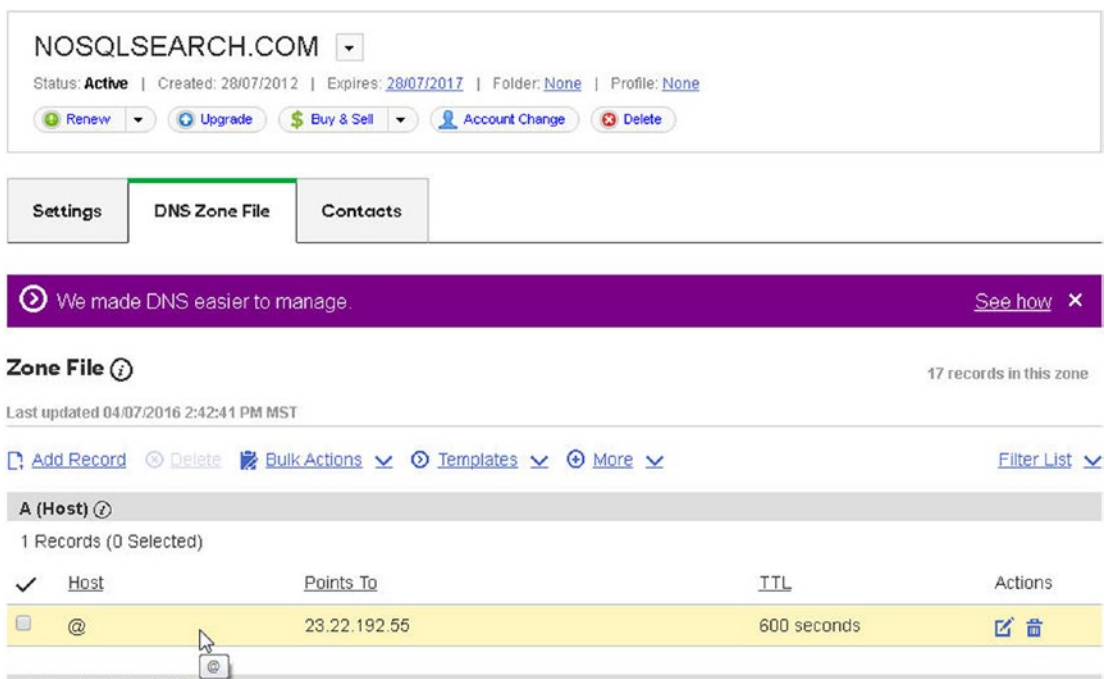 NOSQLSEARCH.COM
Status: Active | Created: 28/07/2012 | Expires: 28/07/2017 | Folder: None | Profile: None
Renew Upgrade $ Buy & Sell Account Change Delete
Settings DNS Zone File Contacts
We made DNS easier to manage. See how ×
Zone File 17 records in this zone
Last updated 04/07/2016 2:42:41 PM MST
Add Record Delete Bulk Actions Templates More Filter List
A (Host)
1 Records (0 Selected)
Host Points To TTL Actions
@ 23.22.192.55 600 seconds
@